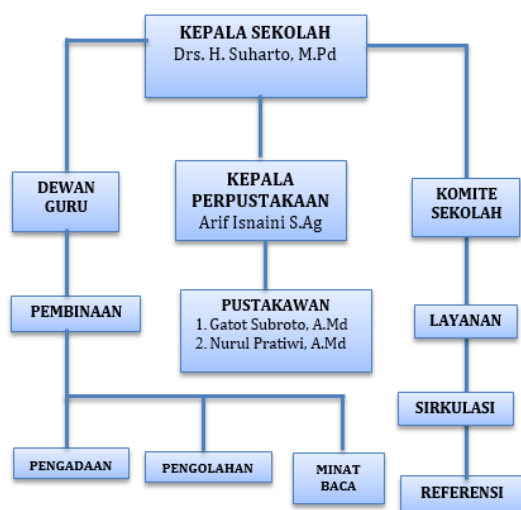 KEPALA SEKOLAH
Drs. H. Suharto, M.Pd
DEWAN
GURU
KEPALA
PERPUSTAKAAN
Arif Isnaini S.Ag
KOMITE
SEKOLAH
PEMBINAAN
PUSTAKAWAN
1. Gatot Subroto, A.Md
2. Nurul Pratiwi, A.Md
LAYANAN
SIRKULASI
PENGADAAN
PENGOLAHAN
MINAT
BACA
REFERENSI